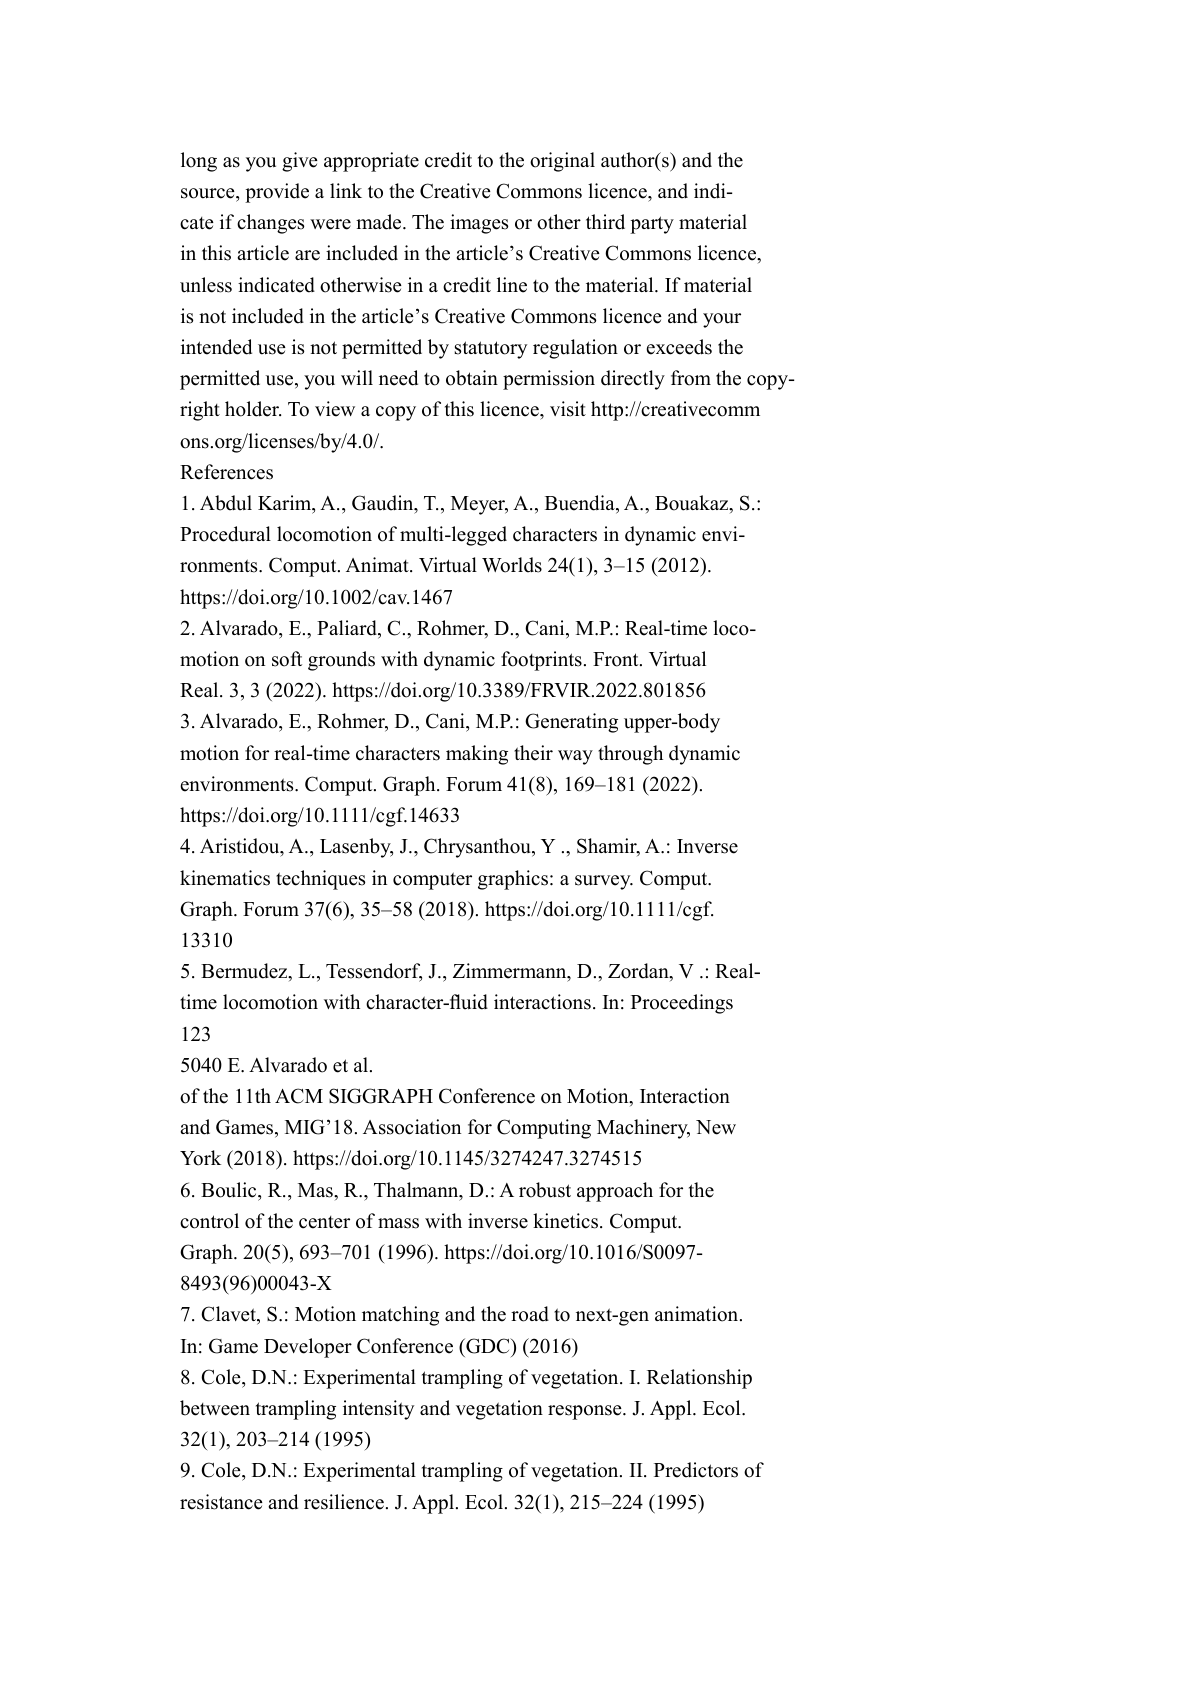 long as you give appropriate credit to the original author(s) and the
source, provide a link to the Creative Commons licence, and indi-
cate if changes were made. The images or other third party material
in this article are included in the article’s Creative Commons licence,
unless indicated otherwise in a credit line to the material. If material
is not included in the article’s Creative Commons licence and your
intended use is not permitted by statutory regulation or exceeds the
permitted use, you will need to obtain permission directly from the copy-
right holder. To view a copy of this licence, visit http://creativecomm
ons.org/licenses/by/4.0/.
References
1. Abdul Karim, A., Gaudin, T., Meyer, A., Buendia, A., Bouakaz, S.:
Procedural locomotion of multi-legged characters in dynamic envi-
ronments. Comput. Animat. Virtual Worlds 24(1), 3–15 (2012).
https://doi.org/10.1002/cav.1467
2. Alvarado, E., Paliard, C., Rohmer, D., Cani, M.P.: Real-time loco-
motion on soft grounds with dynamic footprints. Front. Virtual
Real. 3, 3 (2022). https://doi.org/10.3389/FRVIR.2022.801856
3. Alvarado, E., Rohmer, D., Cani, M.P.: Generating upper-body
motion for real-time characters making their way through dynamic
environments. Comput. Graph. Forum 41(8), 169–181 (2022).
https://doi.org/10.1111/cgf.14633
4. Aristidou, A., Lasenby, J., Chrysanthou, Y ., Shamir, A.: Inverse
kinematics techniques in computer graphics: a survey. Comput.
Graph. Forum 37(6), 35–58 (2018). https://doi.org/10.1111/cgf.
13310
5. Bermudez, L., Tessendorf, J., Zimmermann, D., Zordan, V .: Real-
time locomotion with character-fluid interactions. In: Proceedings
123
5040 E. Alvarado et al.
of the 11th ACM SIGGRAPH Conference on Motion, Interaction
and Games, MIG’18. Association for Computing Machinery, New
York (2018). https://doi.org/10.1145/3274247.3274515
6. Boulic, R., Mas, R., Thalmann, D.: A robust approach for the
control of the center of mass with inverse kinetics. Comput.
Graph. 20(5), 693–701 (1996). https://doi.org/10.1016/S0097-
8493(96)00043-X
7. Clavet, S.: Motion matching and the road to next-gen animation.
In: Game Developer Conference (GDC) (2016)
8. Cole, D.N.: Experimental trampling of vegetation. I. Relationship
between trampling intensity and vegetation response. J. Appl. Ecol.
32(1), 203–214 (1995)
9. Cole, D.N.: Experimental trampling of vegetation. II. Predictors of
resistance and resilience. J. Appl. Ecol. 32(1), 215–224 (1995)